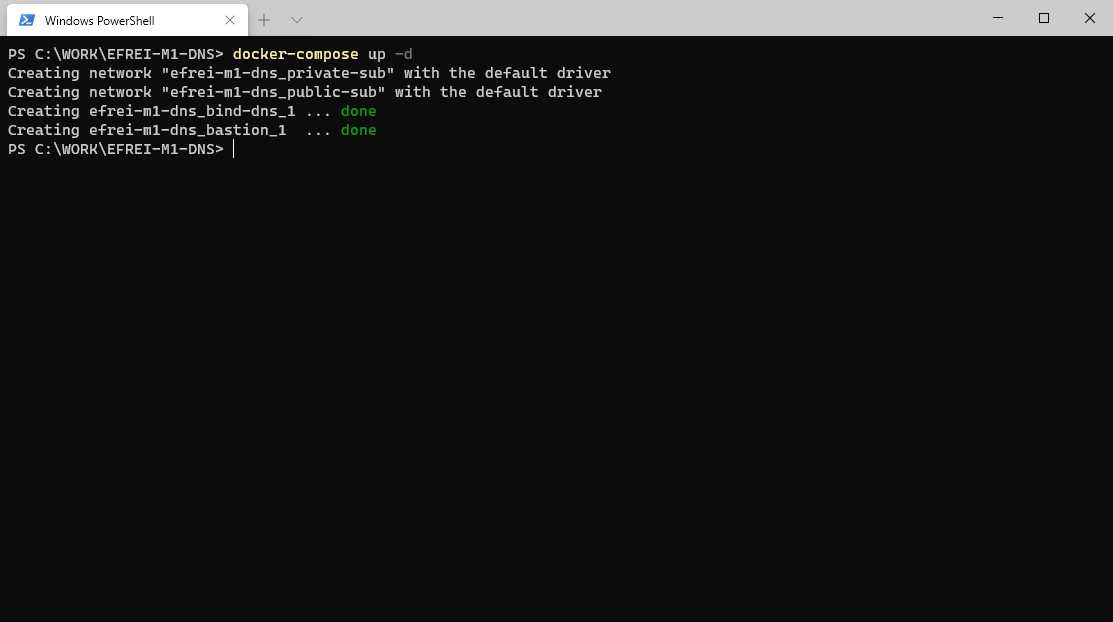 Windows PowerShell
PS C:\WORK\EFREI-M1-DNS> docker-compose up -d
Creating network "efrei-m1-dns_private-sub" with the default driver
Creating network "efrei-m1-dns_public-sub" with the default driver
Creating efrei-m1-dns_bind-dns_1 ... done
Creating efrei-m1-dns_bastion_1  ... done
PS C:\WORK\EFREI-M1-DNS>